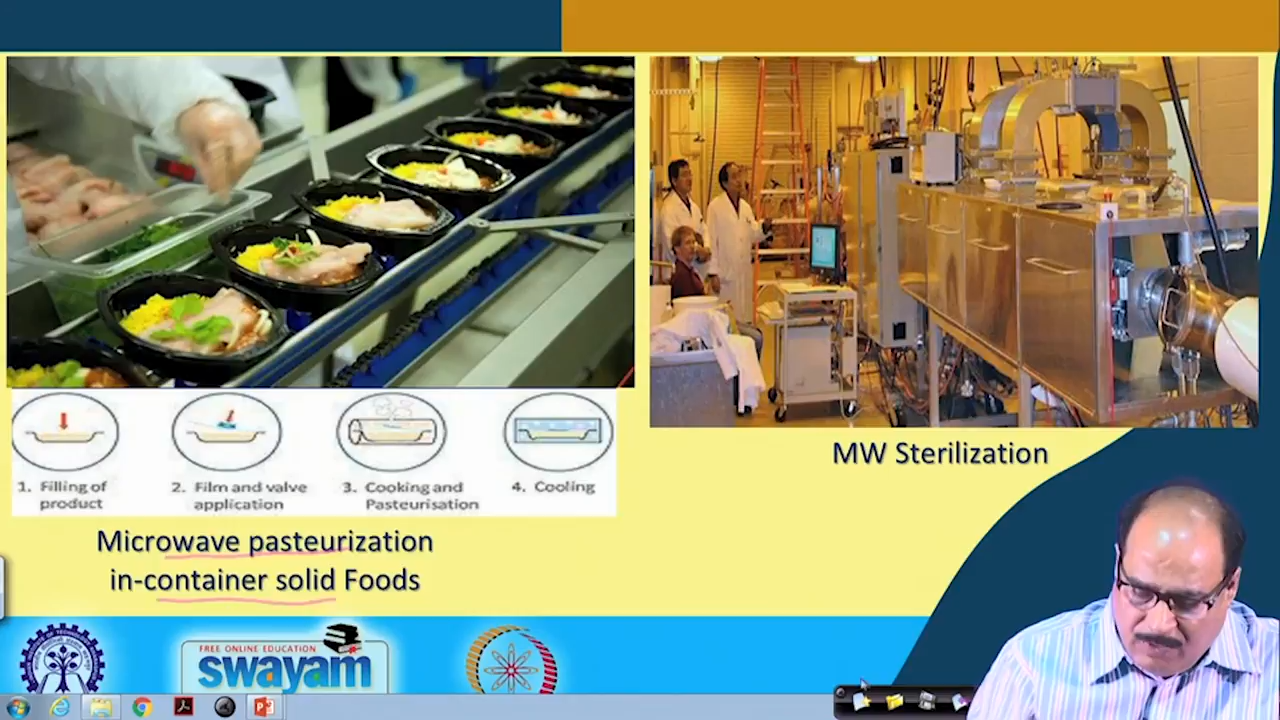 1. Filling of
product
2. Film and valve
application
3. Cooking and
Pasteurisation
4. Cooling
Microwave pasteurization
in-container solid Foods
MW Sterilization
FREE ONLINE EDUCATION
swayam